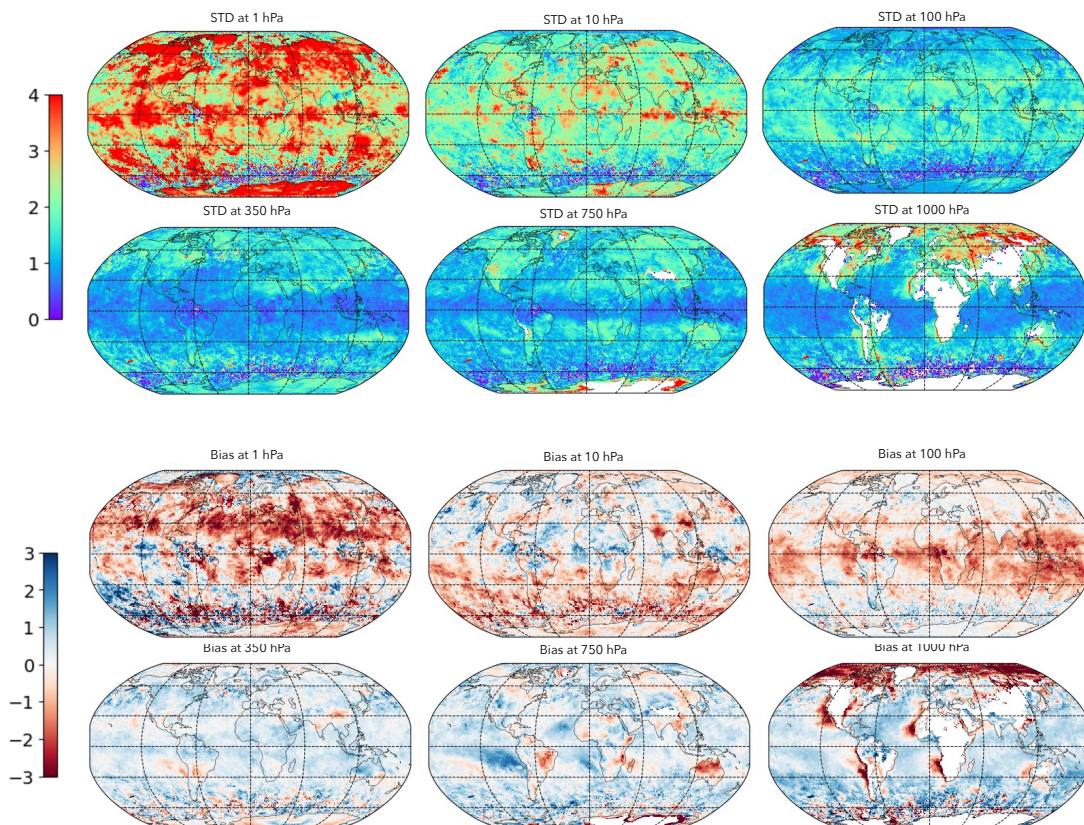 STD at 1 hPa
STD at 10 hPa
STD at 100 hPa
4
3
2
1
0
STD at 350 hPa
STD at 750 hPa
STD at 1000 hPa
Bias at 1 hPa
Bias at 10 hPa
Bias at 100 hPa
3
2
1
0
−1
−2
−3
Bias at 350 hPa
Bias at 750 hPa
Bias at 1000 hPa